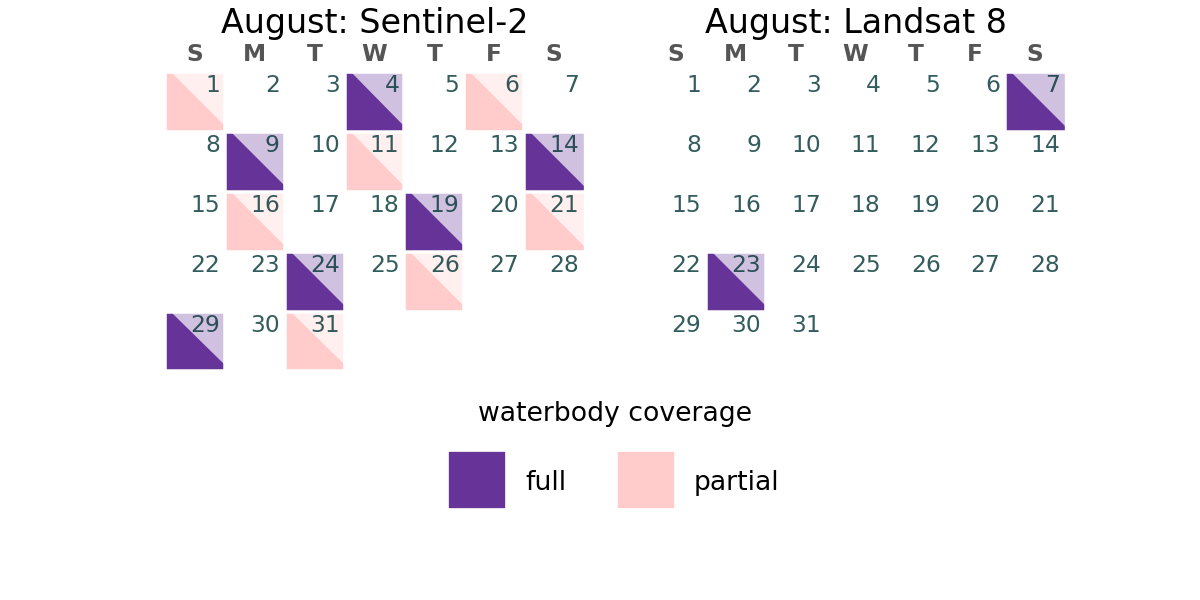 August: Sentinel-2
S M T W T F S
1 2 3 4 5 6 7
8 9 10 11 12 13 14
15 16 17 18 19 20 21
22 23 24 25 26 27 28
29 30 31
August: Landsat 8
S M T W T F S
1 2 3 4 5 6 7
8 9 10 11 12 13 14
15 16 17 18 19 20 21
22 23 24 25 26 27 28
29 30 31
waterbody coverage
full
partial